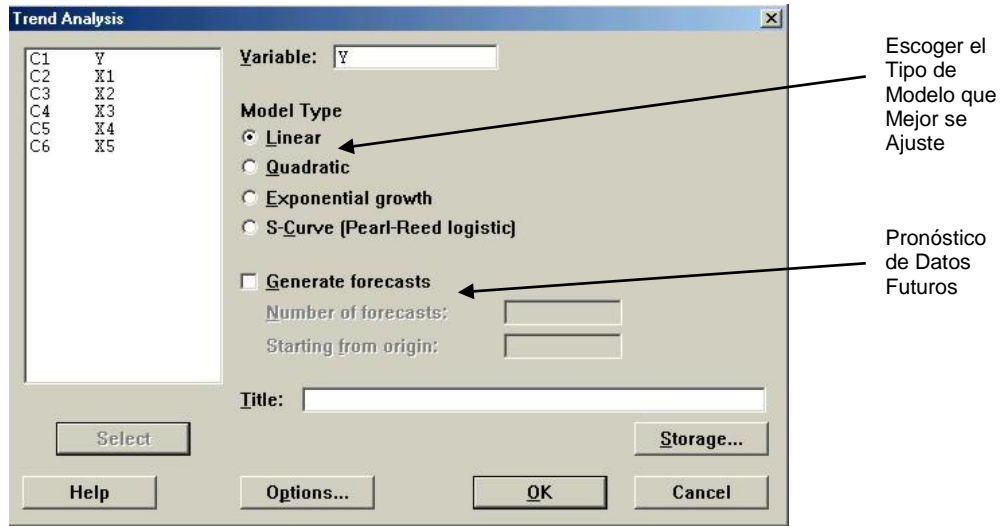 Trend Analysis
C1 Y
C2 X1
C3 X2
C4 X3
C5 X4
C6 X5
Variable: Y
Model Type
Linear
Quadratic
Exponential growth
S-Curve (Pearl-Reed logistic)
Generate forecasts
Number of forecasts:
Starting from origin:
Title:
Select
Storage...
Help
Options...
OK
Cancel
Escoger el
Tipo de
Modelo que
Mejor se
Ajuste
Pronóstico
de Datos
Futuros